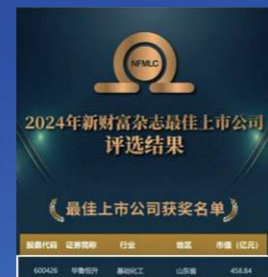 NFMLC
2024年新财富杂志最佳上市公司
评选结果
最佳上市公司获奖名单
股票代码 证券简称 行业 地区 市值（亿元）
600426 华鲁恒升 基础化工 山东省 458.84